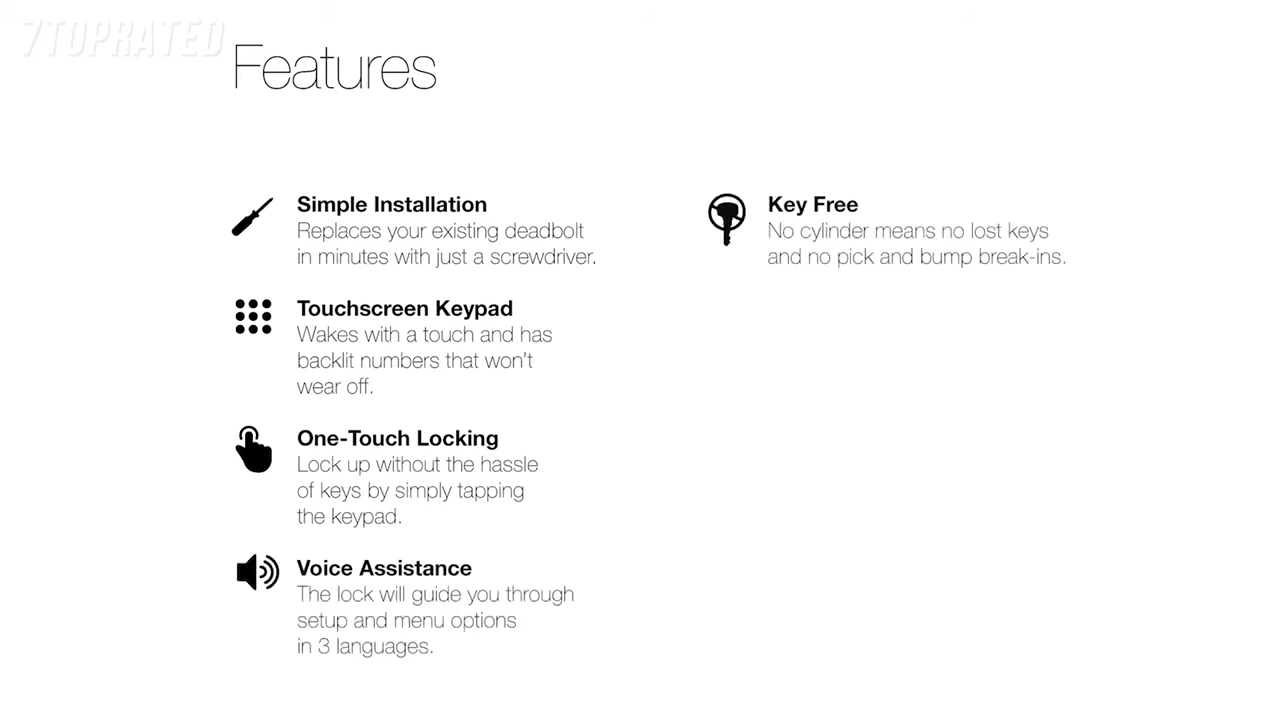 7TOPRATED
Features
Simple Installation
Replaces your existing deadbolt
in minutes with just a screwdriver.
Touchscreen Keypad
Wakes with a touch and has
backlit numbers that won’t
wear off.
One-Touch Locking
Lock up without the hassle
of keys by simply tapping
the keypad.
Voice Assistance
The lock will guide you through
setup and menu options
in 3 languages.
Key Free
No cylinder means no lost keys
and no pick and bump break-ins.